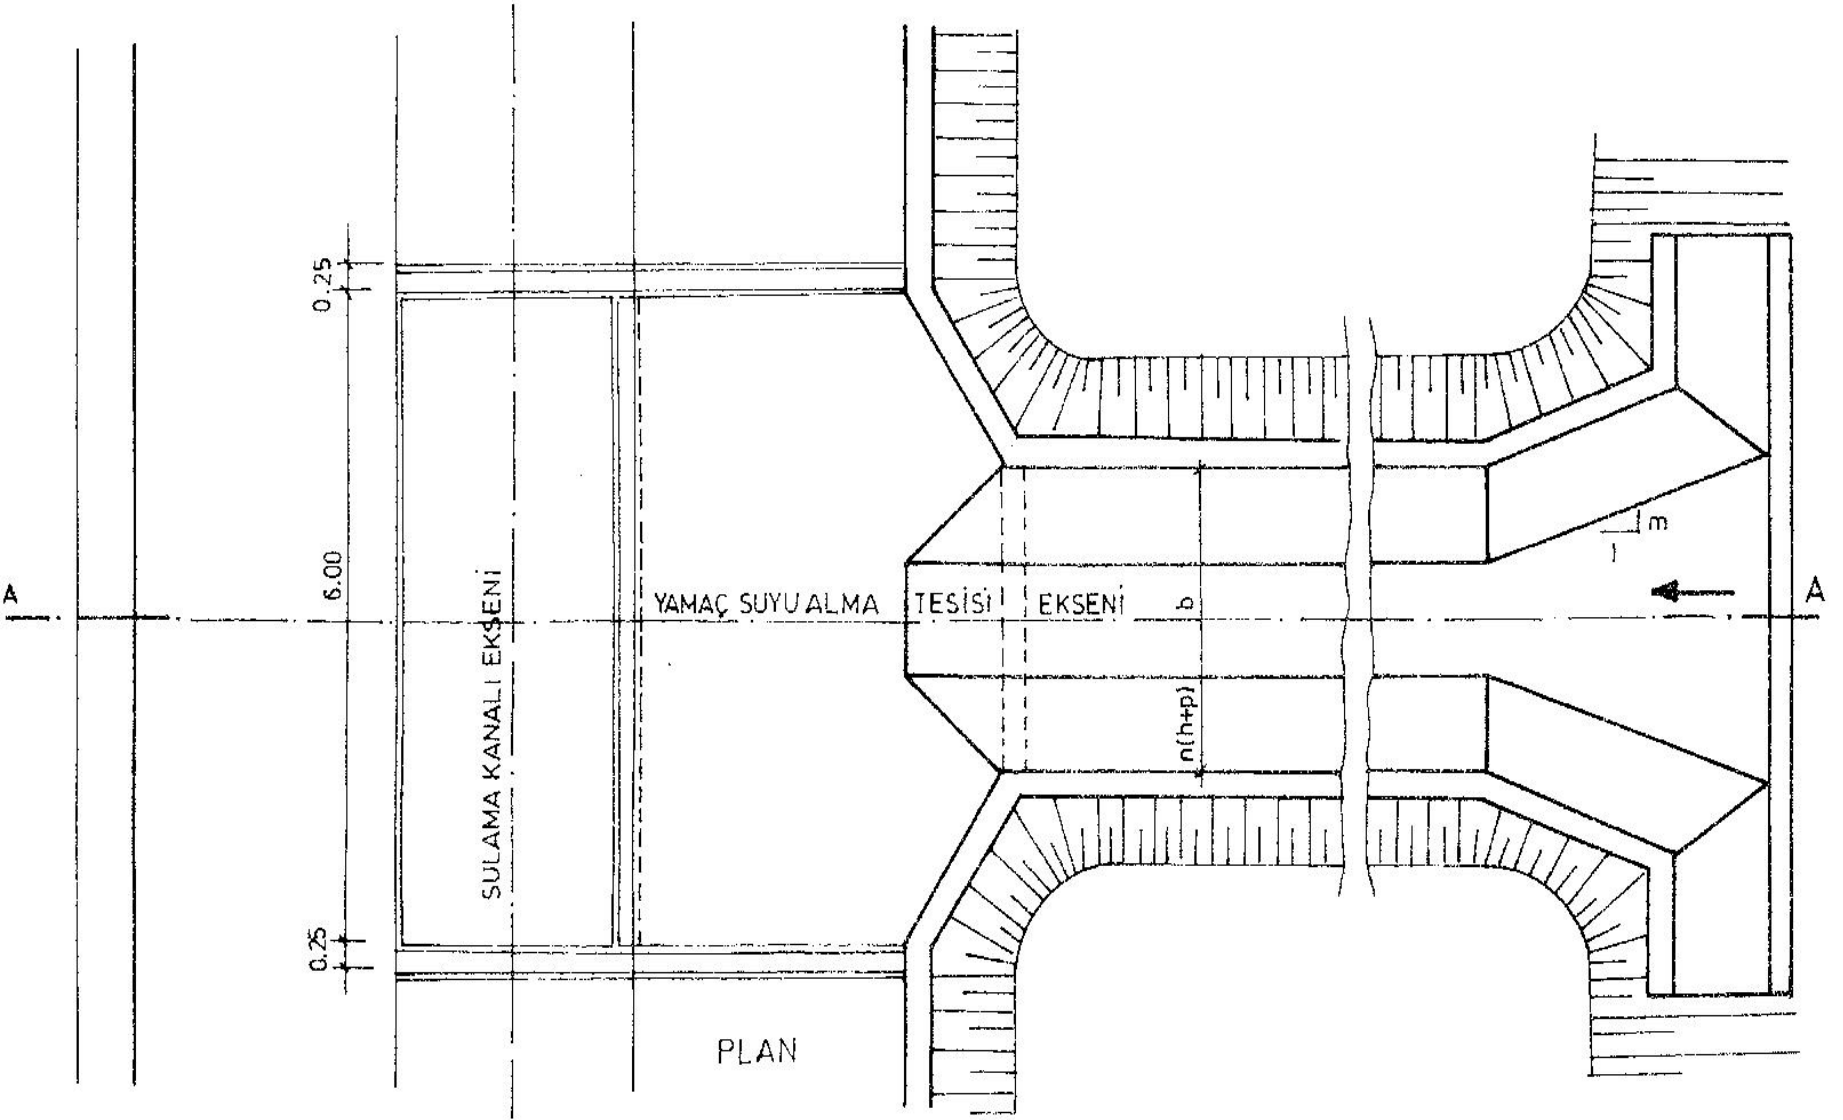 0.25
6.00
0.25
A
SULAMA KANALI EKSENİ
YAMAÇ SUYU ALMA TESİSİ EKSENİ
b
n(h+p)
m
1
A
PLAN